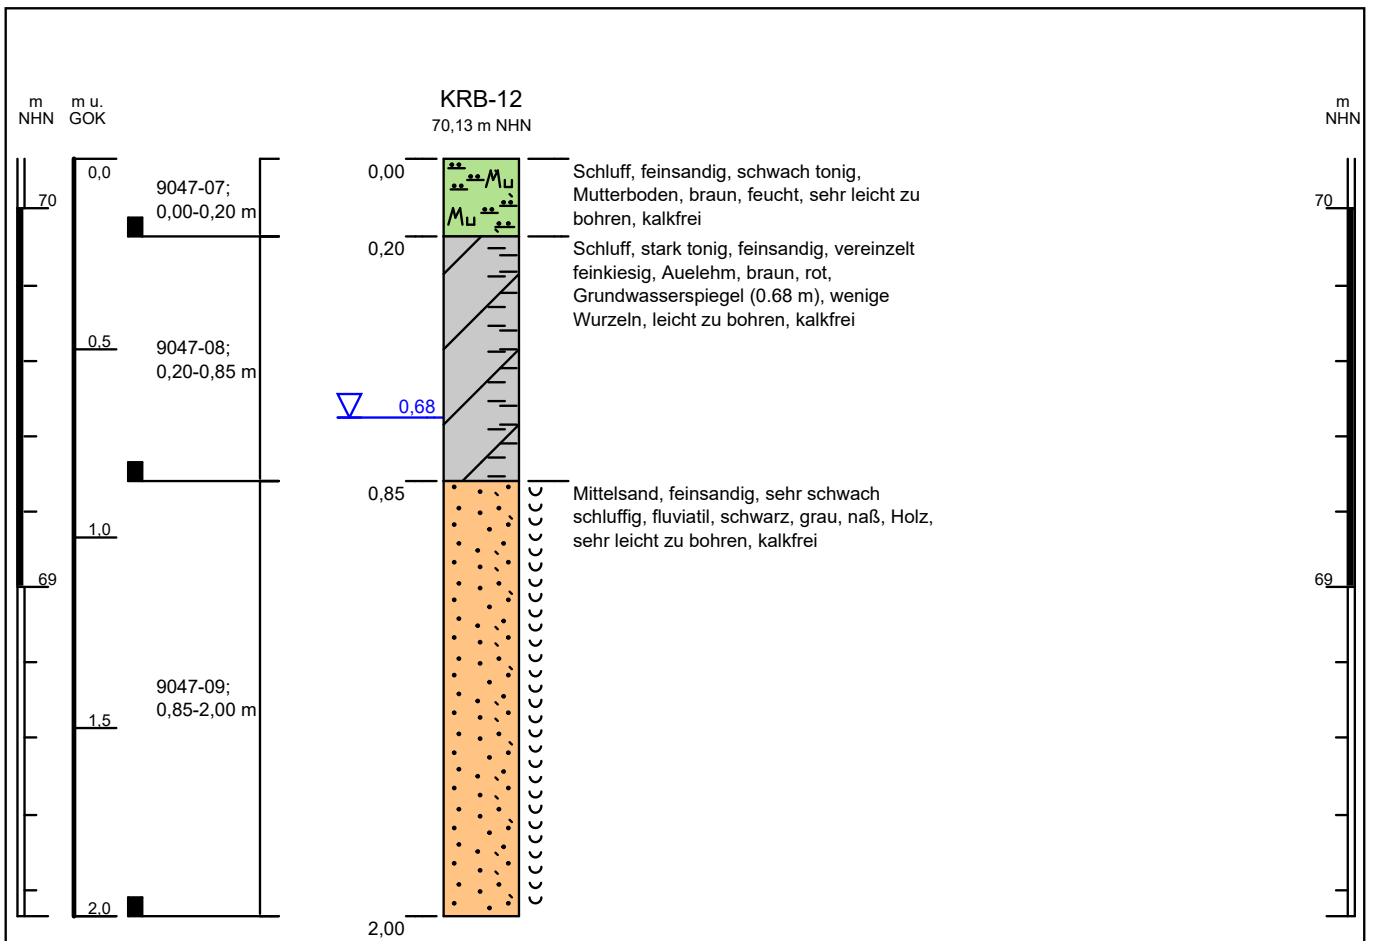 KRB-12
70,13 m NHN
m
NHN
m u.
GOK
m
NHN
0,0
70
0,5
1,0
69
1,5
2,0
9047-07;
0,00-0,20 m
9047-08;
0,20-0,85 m
9047-09;
0,85-2,00 m
0,00
0,20
0,68
0,85
2,00
Mu
Mu
Schluff, feinsandig, schwach tonig,
Mutterboden, braun, feucht, sehr leicht zu
bohren, kalkfrei
Schluff, stark tonig, feinsandig, vereinzelt
feinkiesig, Auelehm, braun, rot,
Grundwasserspiegel (0.68 m), wenige
Wurzeln, leicht zu bohren, kalkfrei
Mittelsand, feinsandig, sehr schwach
schluffig, fluviatil, schwarz, grau, naß, Holz,
sehr leicht zu bohren, kalkfrei
70
69